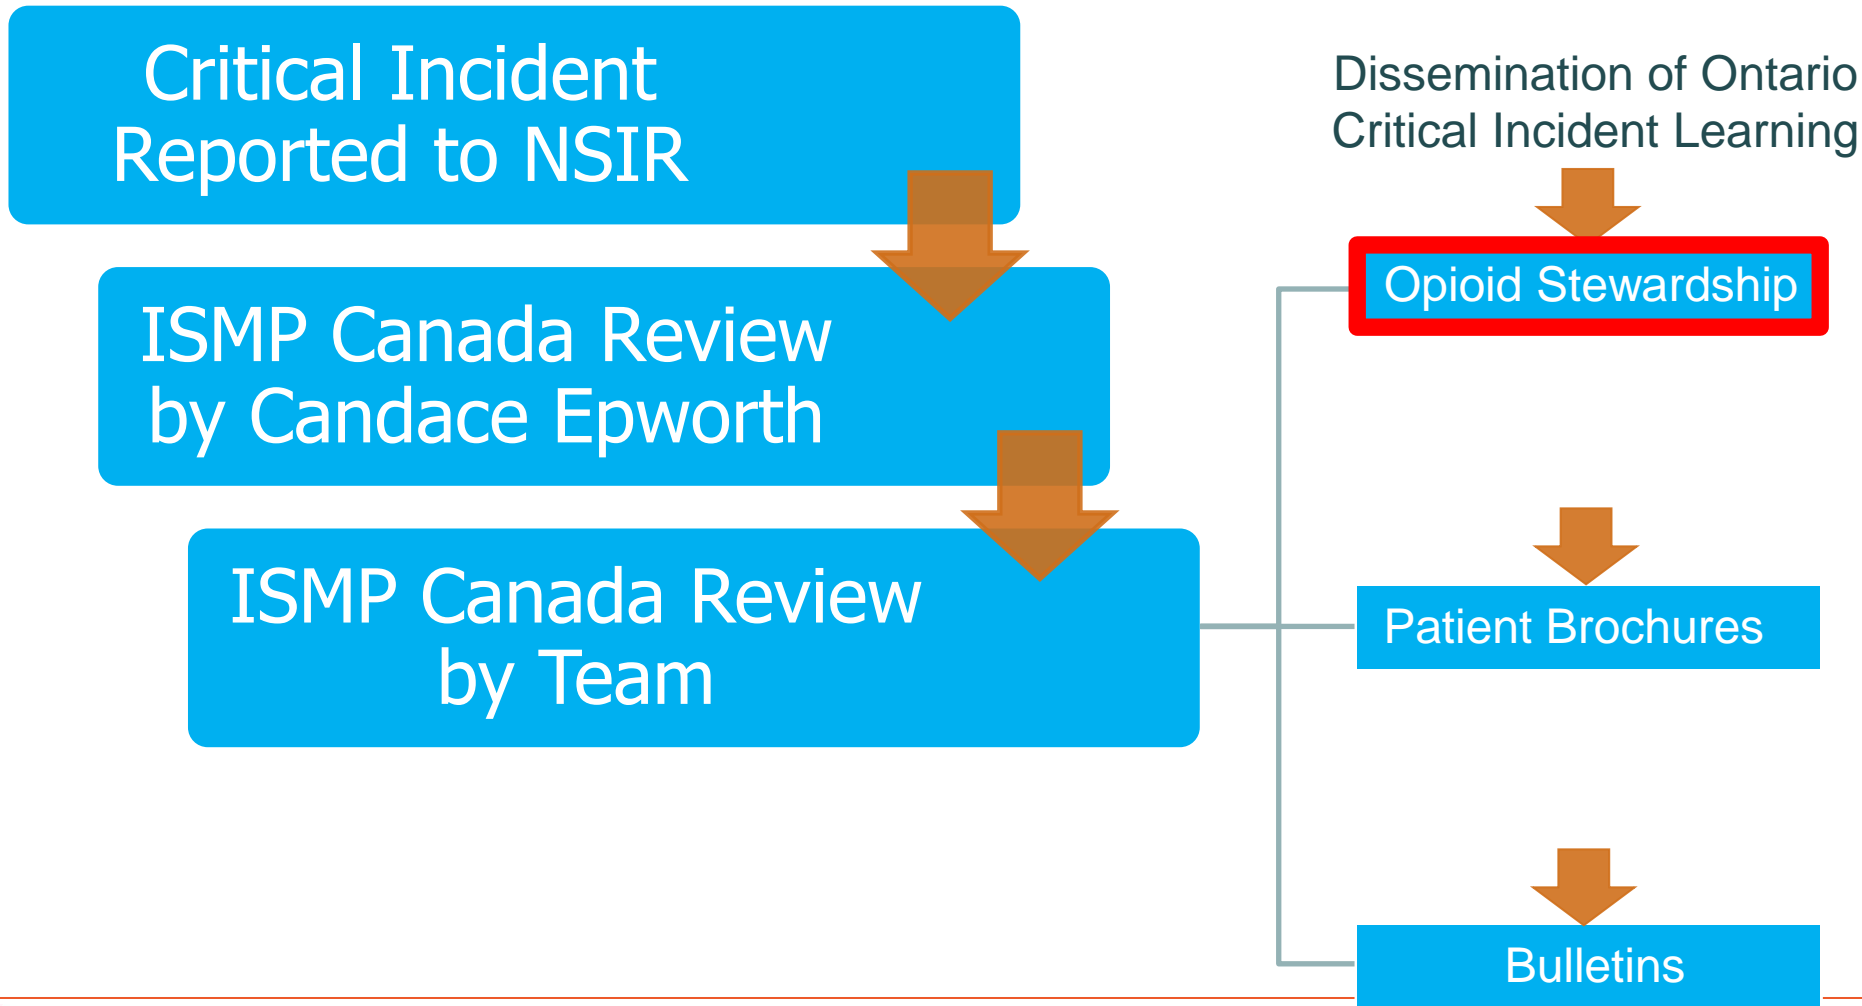 Critical Incident
Reported to NSIR
ISMP Canada Review
by Candace Epworth
ISMP Canada Review
by Team
Dissemination of Ontario
Critical Incident Learning
Opioid Stewardship
Patient Brochures
Bulletins